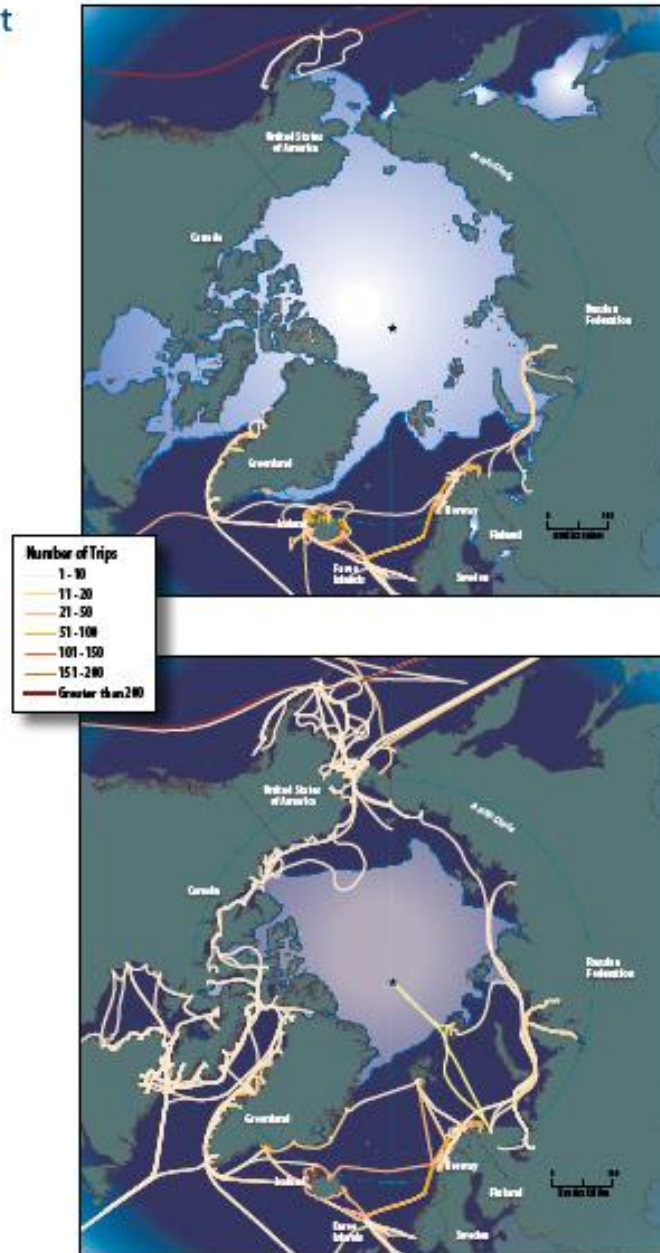 t
United States
of America
Arctic Circle
Canada
Russian
Federation
Greenland
Iceland
Norway
Finland
Faroe
Islands
Sweden
Number of Trips
1 - 10
11 - 20
21 - 50
51 - 100
101 - 150
151 - 200
Greater than 200
United States
of America
Arctic Circle
Canada
Russian
Federation
Greenland
Iceland
Norway
Finland
Faroe
Islands
Sweden